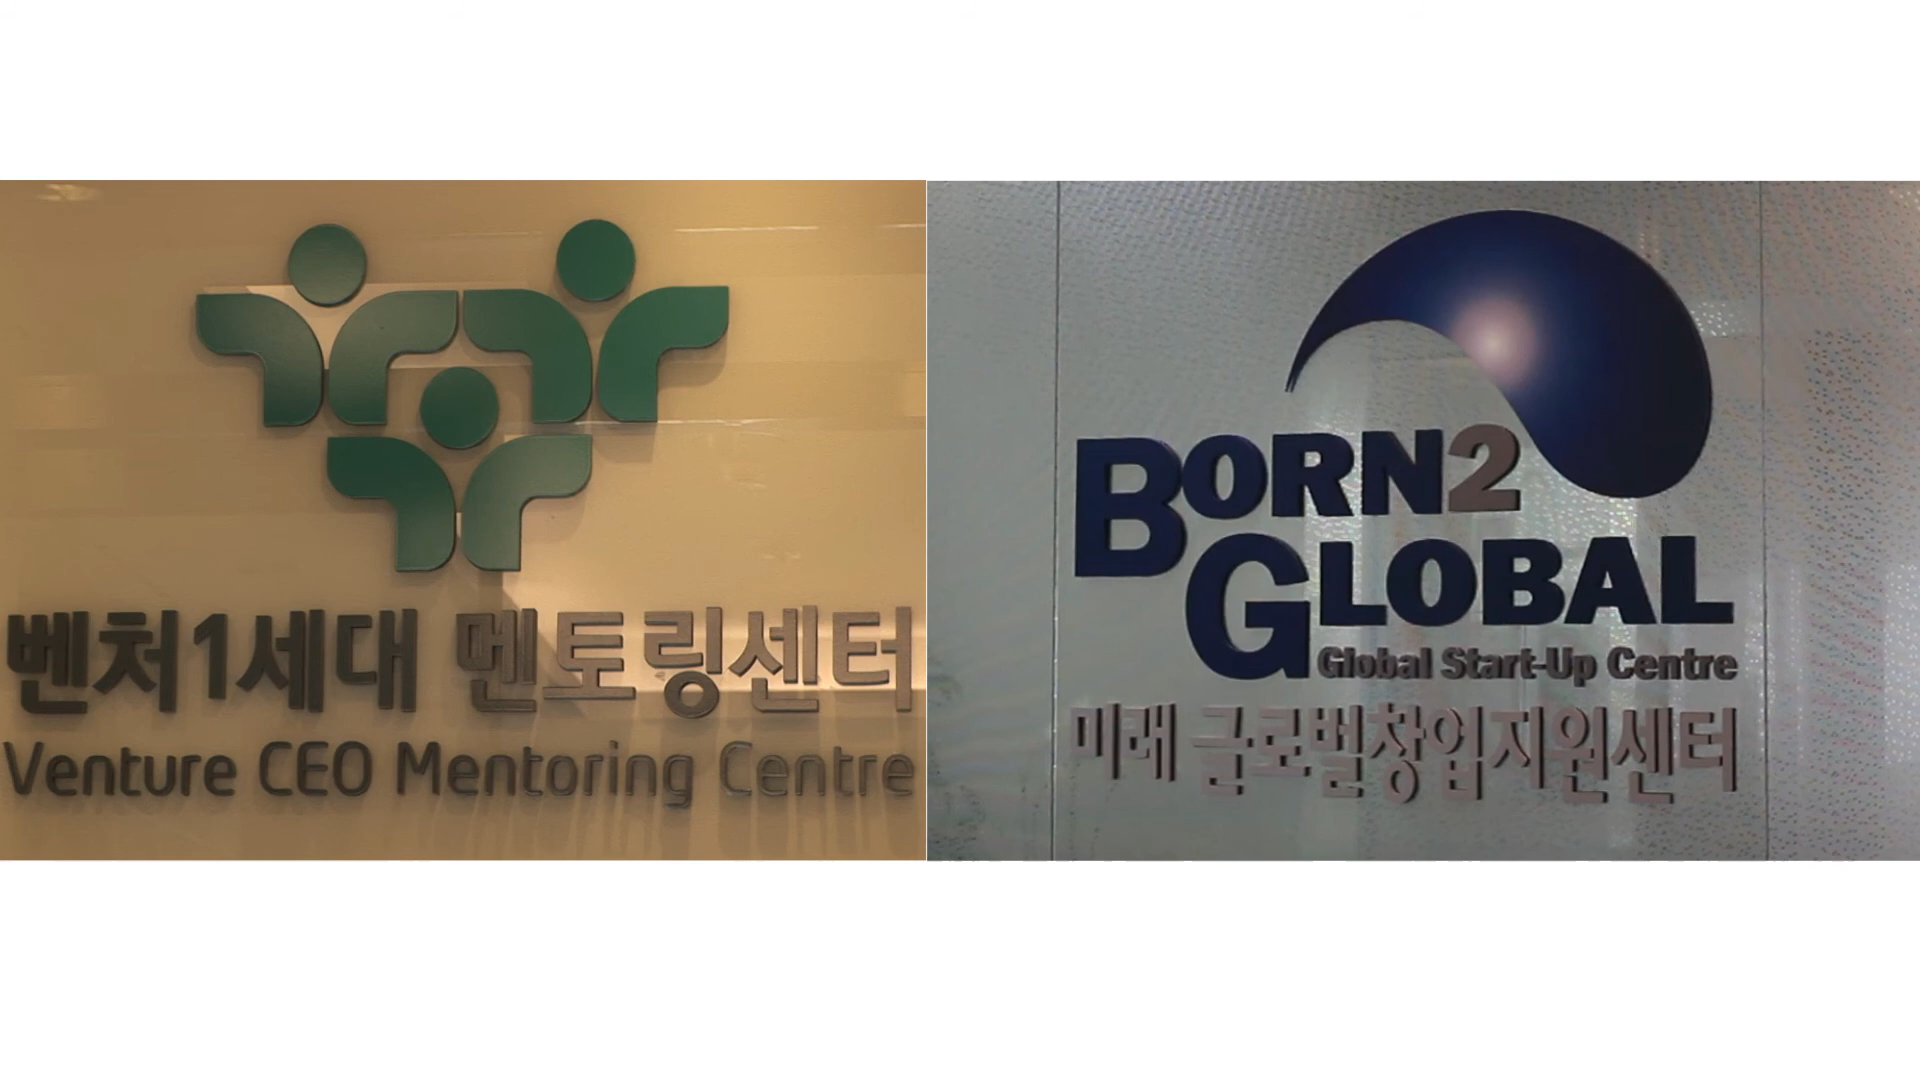 벤처1세대 멘토링센터
Venture CEO Mentoring Centre
BORN2
GLOBAL
Global Start-Up Centre
미래 글로벌창업지원센터